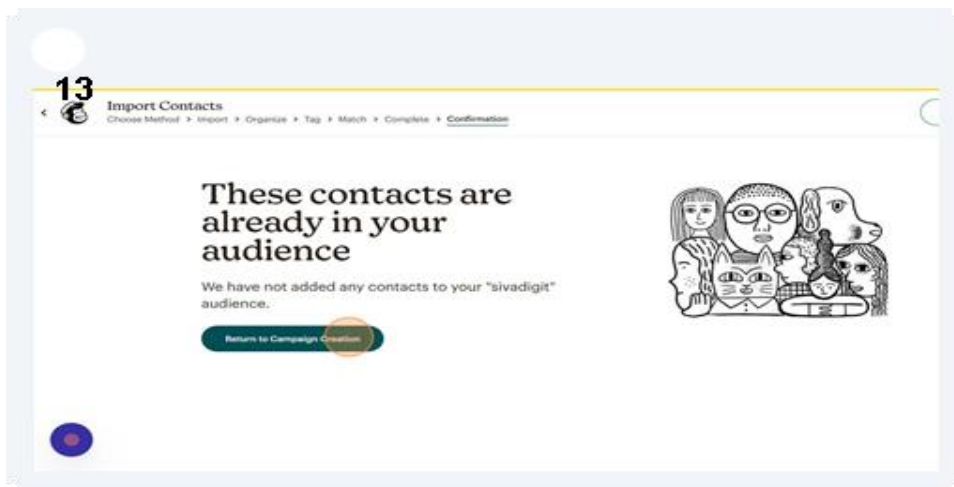 13
Import Contacts
Choose Method > Import > Organize > Tag > Match > Complete > Confirmation
These contacts are
already in your
audience
We have not added any contacts to your "sivadigit"
audience.
Return to Campaign Creation